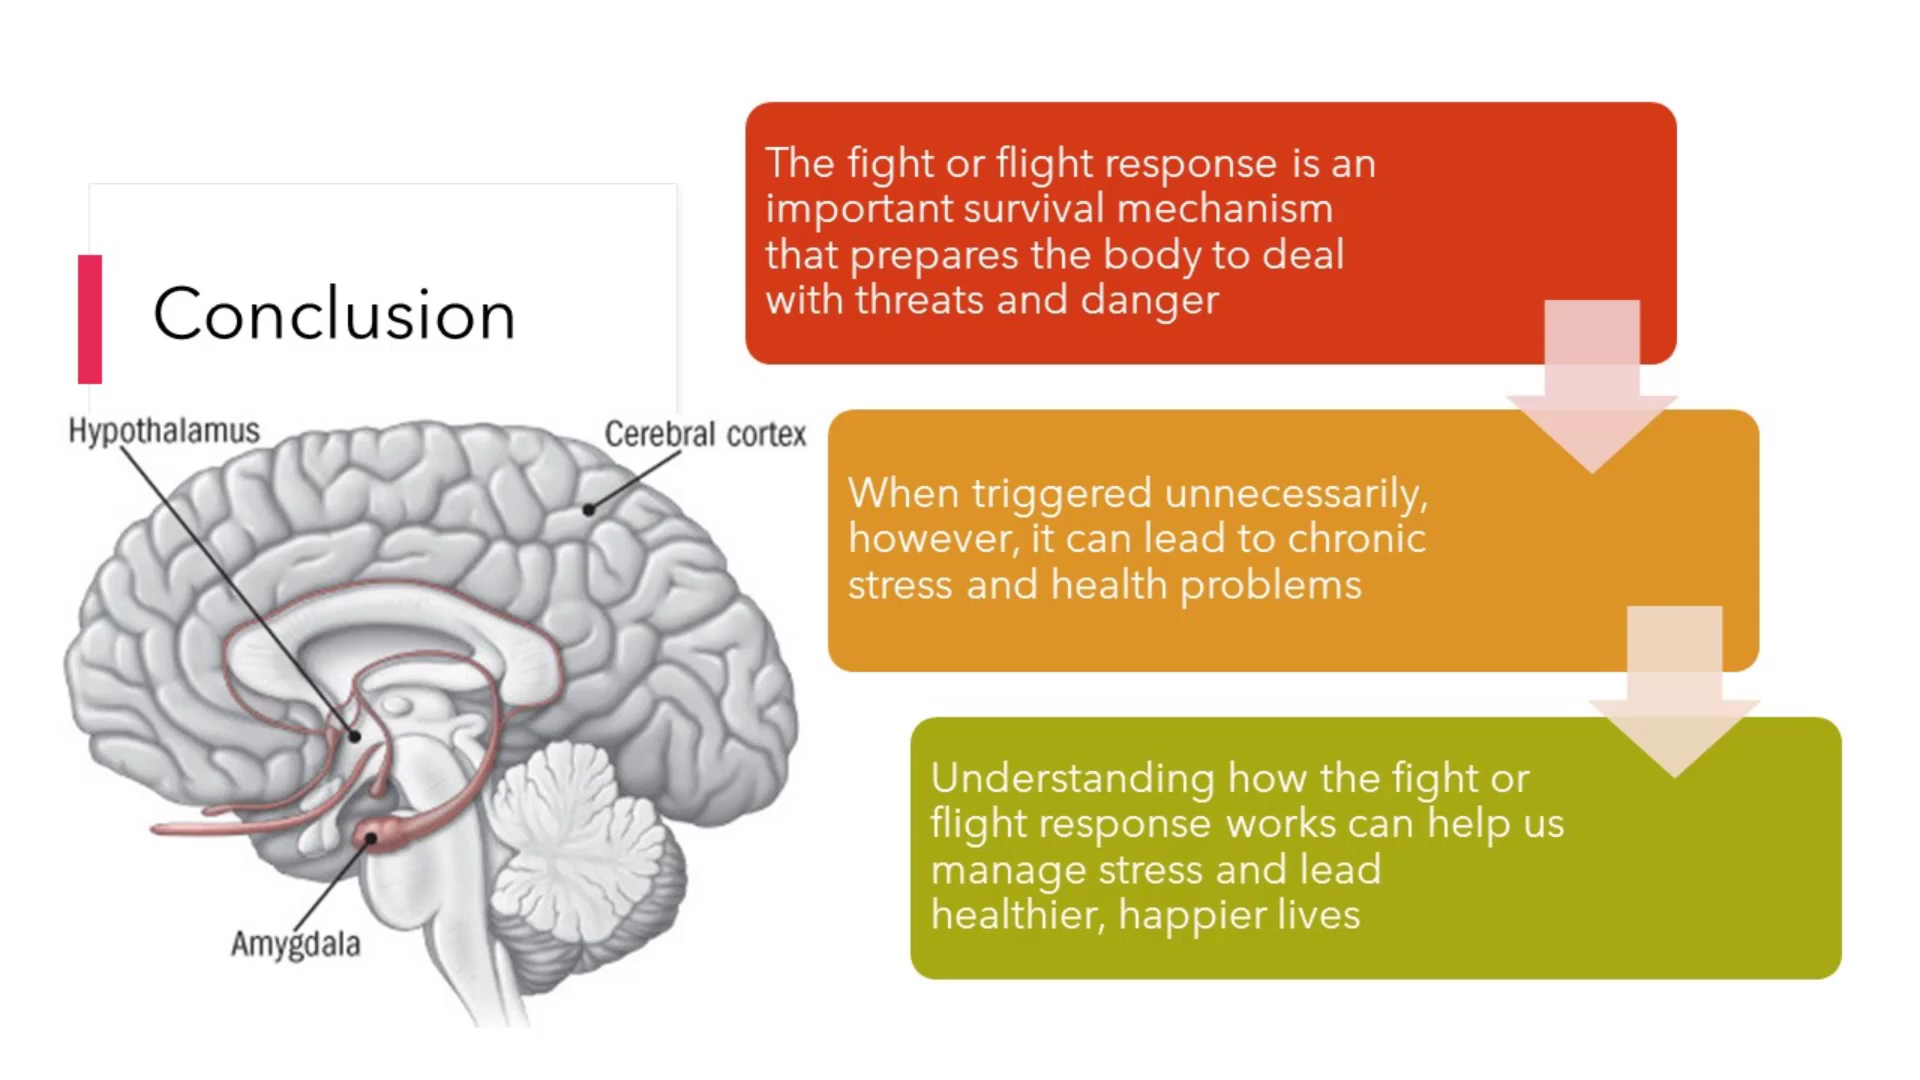 Conclusion
Hypothalamus
Cerebral cortex
Amygdala
The fight or flight response is an
important survival mechanism
that prepares the body to deal
with threats and danger
When triggered unnecessarily,
however, it can lead to chronic
stress and health problems
Understanding how the fight or
flight response works can help us
manage stress and lead
healthier, happier lives